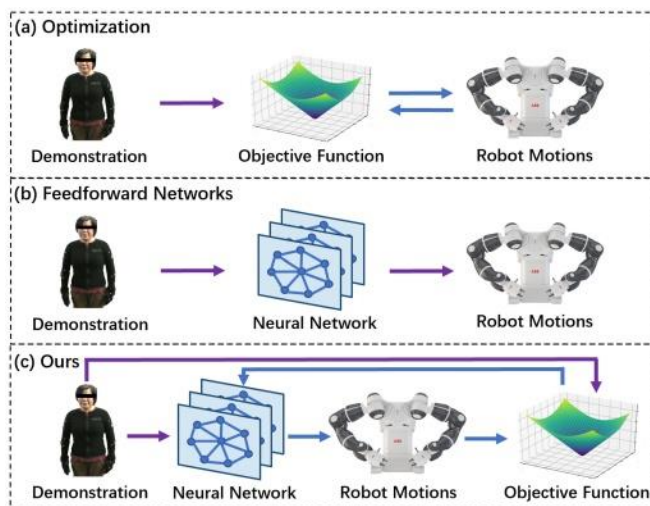 (a) Optimization
Demonstration Objective Function Robot Motions
(b) Feedforward Networks
Demonstration Neural Network Robot Motions
(c) Ours
Demonstration Neural Network Robot Motions Objective Function